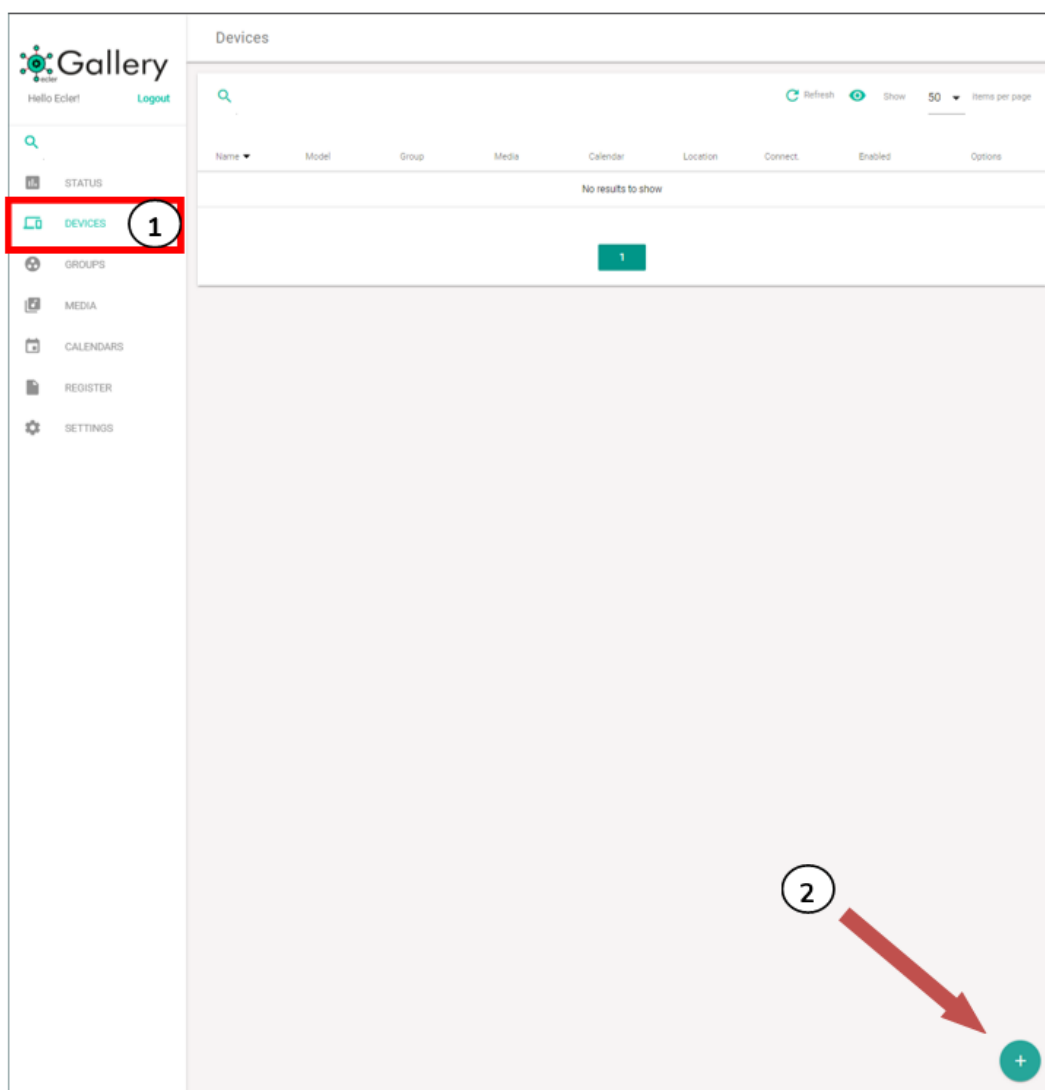 Gallery
ecler
Hello Ecler!
Logout
STATUS
DEVICES
1
GROUPS
MEDIA
CALENDARS
REGISTER
SETTINGS
Devices
Refresh Show 50 items per page
Name Model Group Media Calendar Location Connect. Enabled Options
No results to show
1
2
+